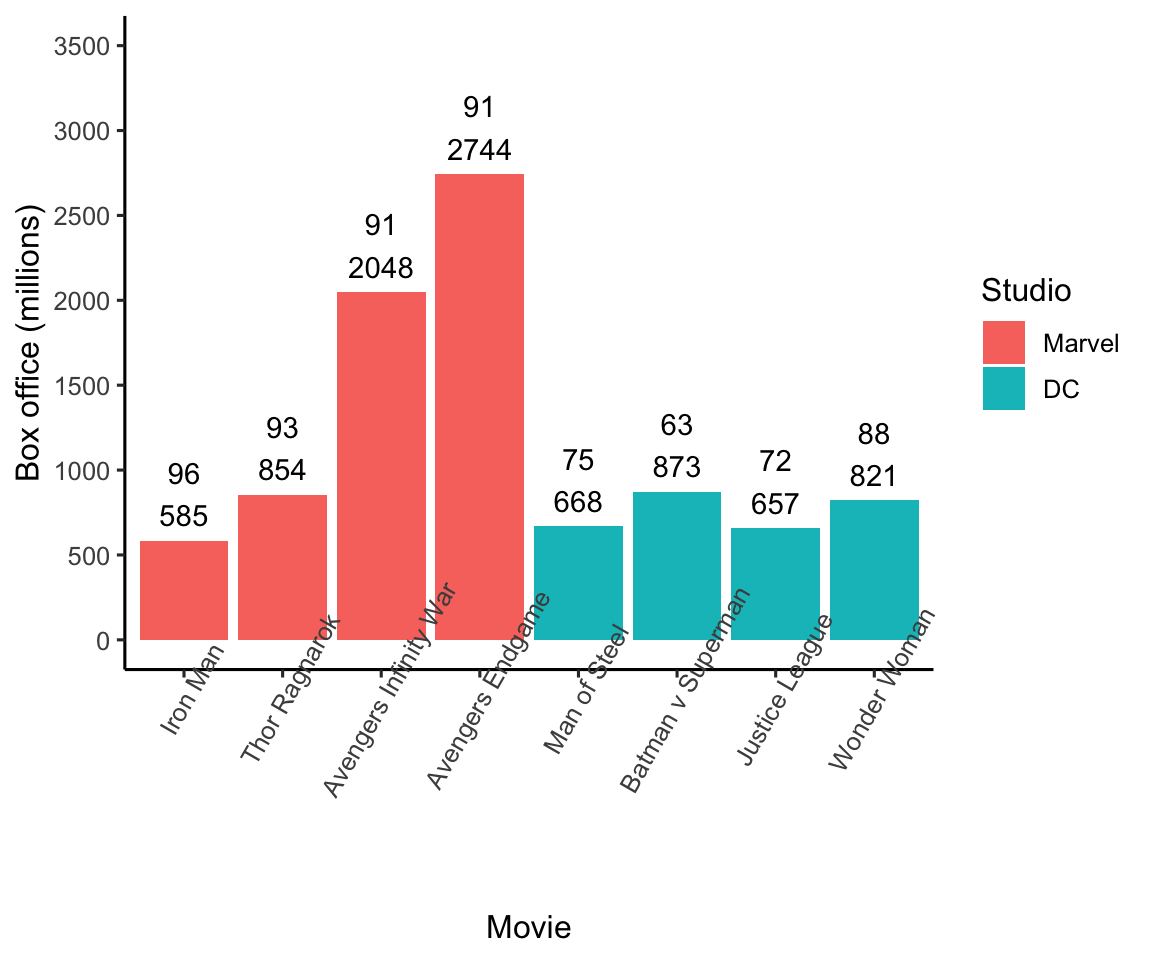 Box office (millions)
3500
3000
2500
2000
1500
1000
500
0
96
585
93
854
91
2048
91
2744
75
668
63
873
72
657
88
821
Iron Man
Thor Ragnarok
Avengers Infinity War
Avengers Endgame
Man of Steel
Batman v Superman
Justice League
Wonder Woman
Movie
Studio
Marvel
DC